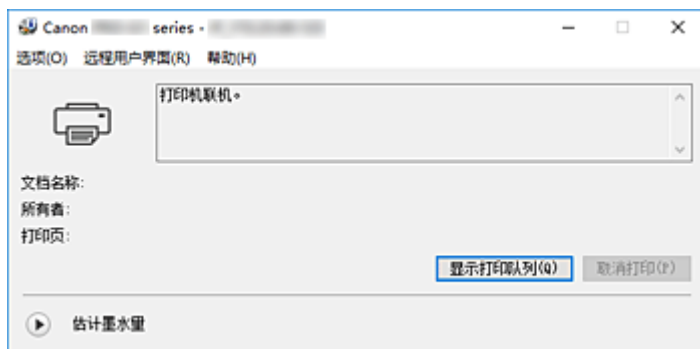 Canon series -
选项(O) 远程用户界面(R) 帮助(H)
打印机联机。
文档名称:
所有者:
打印页:
显示打印队列(Q) 取消打印(P)
估计墨水量